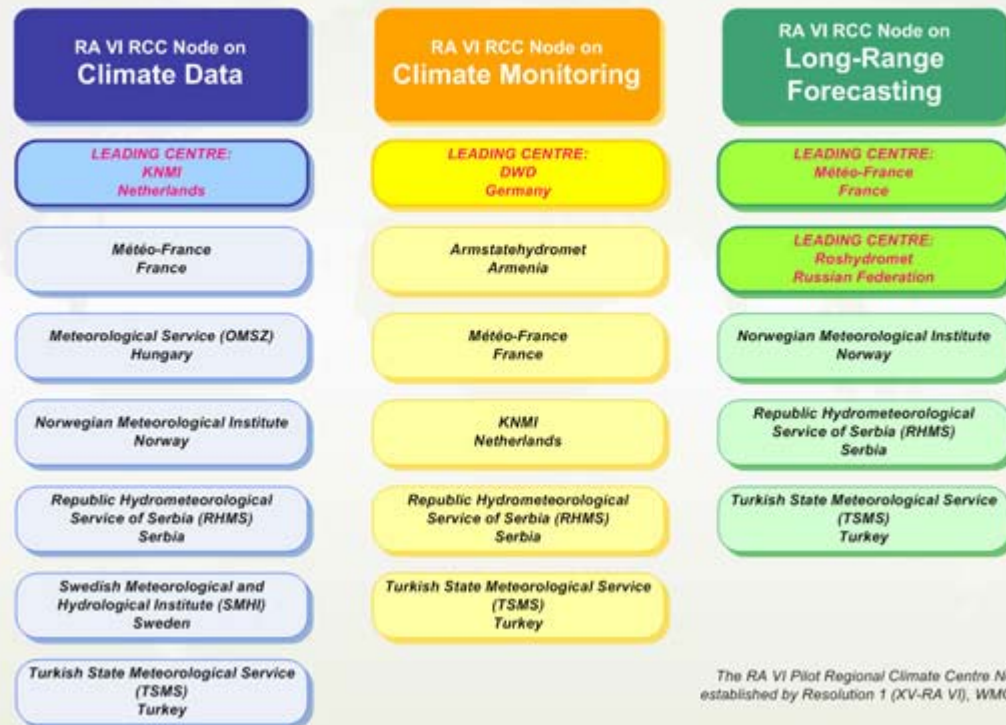 RA VI RCC Node on
Climate Data
LEADING CENTRE:
KNMI
Netherlands
Météo-France
France
Meteorological Service (OMSZ)
Hungary
Norwegian Meteorological Institute
Norway
Republic Hydrometeorological
Service of Serbia (RHMS)
Serbia
Swedish Meteorological and
Hydrological Institute (SMHI)
Sweden
Turkish State Meteorological Service
(TSMS)
Turkey
RA VI RCC Node on
Climate Monitoring
LEADING CENTRE:
DWD
Germany
Armstatehydromet
Armenia
Météo-France
France
KNMI
Netherlands
Republic Hydrometeorological
Service of Serbia (RHMS)
Serbia
Turkish State Meteorological Service
(TSMS)
Turkey
RA VI RCC Node on
Long-Range
Forecasting
LEADING CENTRE:
Météo-France
France
LEADING CENTRE:
Roshydromet
Russian Federation
Norwegian Meteorological Institute
Norway
Republic Hydrometeorological
Service of Serbia (RHMS)
Serbia
Turkish State Meteorological Service
(TSMS)
Turkey
The RA VI Pilot Regional Climate Centre
established by Resolution 1 (XV-RA VI),